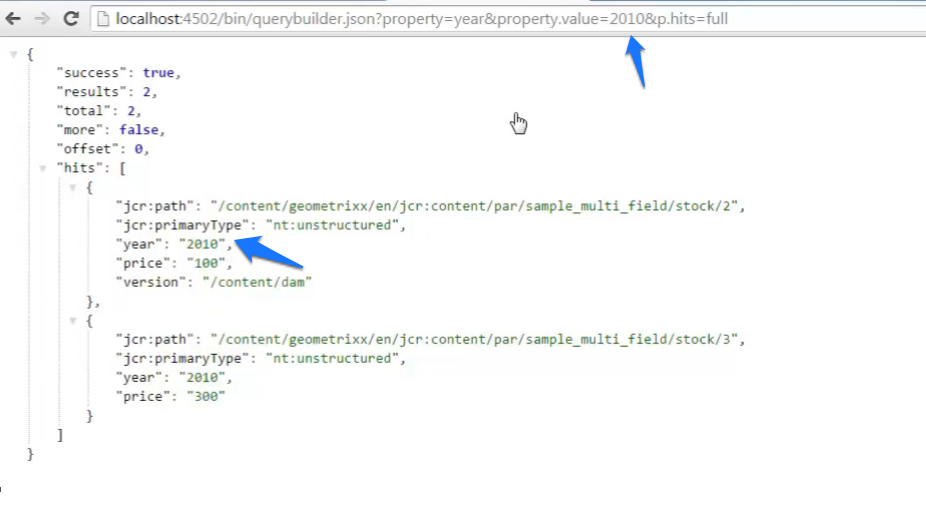 localhost:4502/bin/querybuilder.json?property=year&property.value=2010&p.hits=full
{
"success": true,
"results": 2,
"total": 2,
"more": false,
"offset": 0,
"hits": [
{
"jcr:path": "/content/geometrixx/en/jcr:content/par/sample_multi_field/stock/2",
"jcr:primaryType": "nt:unstructured",
"year": "2010",
"price": "100",
"version": "/content/dam"
},
{
"jcr:path": "/content/geometrixx/en/jcr:content/par/sample_multi_field/stock/3",
"jcr:primaryType": "nt:unstructured",
"year": "2010",
"price": "300"
}
]
}